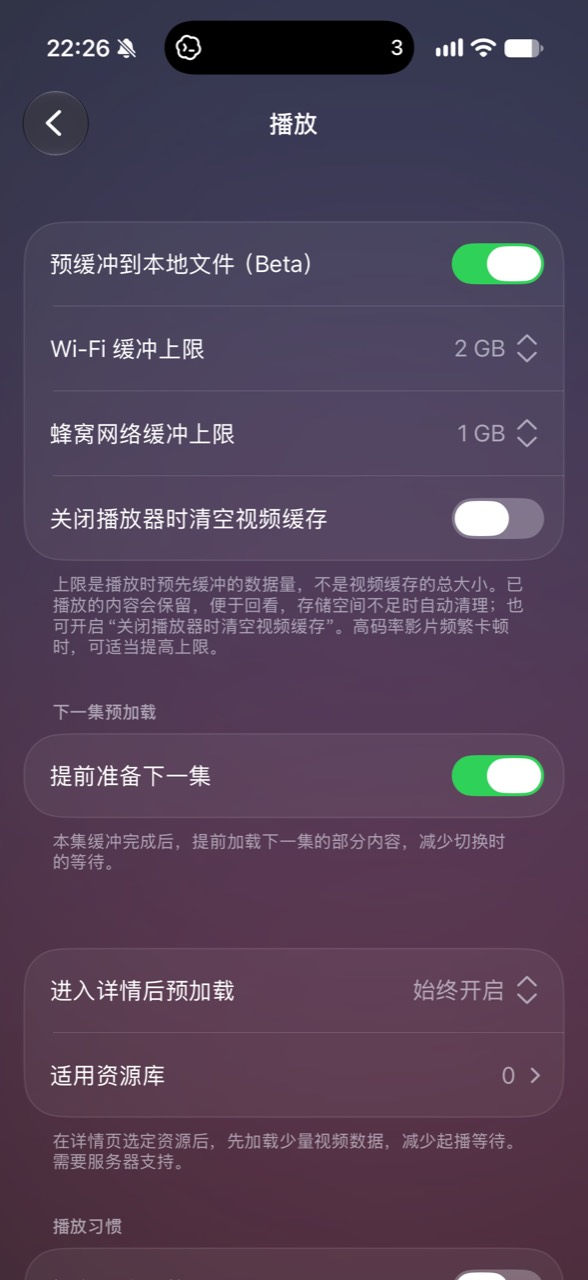 22:26
3
播放
预缓冲到本地文件（Beta）
Wi-Fi 缓冲上限
2 GB
蜂窝网络缓冲上限
1 GB
关闭播放器时清空视频缓存
上限是播放时预先缓冲的数据量，不是视频缓存的总大小。已
播放的内容会保留，便于回看，存储空间不足时自动清理；也
可开启“关闭播放器时清空视频缓存”。高码率影片频繁卡顿
时，可适当提高上限。
下一集预加载
提前准备下一集
本集缓冲完成后，提前加载下一集的部分内容，减少切换时
的等待。
进入详情后预加载
始终开启
适用资源库
0
在详情页选定资源后，先加载少量视频数据，减少起播等待。
需要服务器支持。
播放习惯